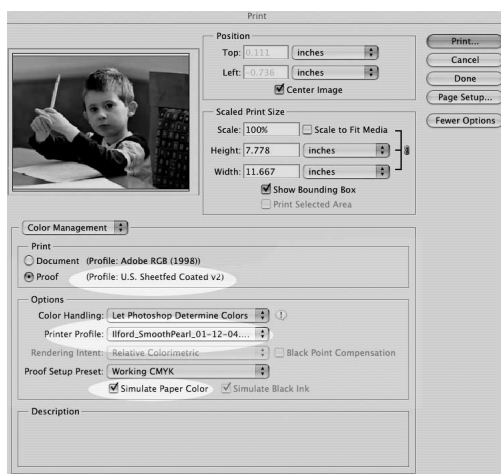 Print
Position
Top: 0.111 inches
Left: -0.736 inches
Center Image
Scaled Print Size
Scale: 100% Scale to Fit Media
Height: 7.778 inches
Width: 11.667 inches
Show Bounding Box
Print Selected Area
Print...
Cancel
Done
Page Setup...
Fewer Options
Color Management
Print
Document (Profile: Adobe RGB (1998))
Proof (Profile: U.S. Sheetfed Coated v2)
Options
Color Handling: Let Photoshop Determine Colors
Printer Profile: Ilford_SmoothPearl_01-12-04....
Rendering Intent: Relative Colorimetric Black Point Compensation
Proof Setup Preset: Working CMYK
Simulate Paper Color Simulate Black Ink
Description